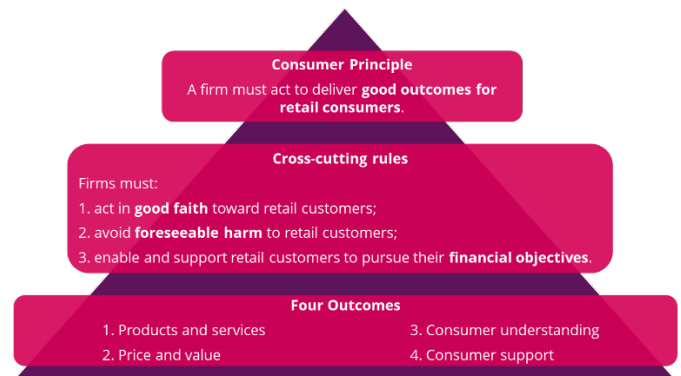 Consumer Principle
A firm must act to deliver good outcomes for
retail consumers.
Cross-cutting rules
Firms must:
1. act in good faith toward retail customers;
2. avoid foreseeable harm to retail customers;
3. enable and support retail customers to pursue their financial objectives.
Four Outcomes
1. Products and services
2. Price and value
3. Consumer understanding
4. Consumer support